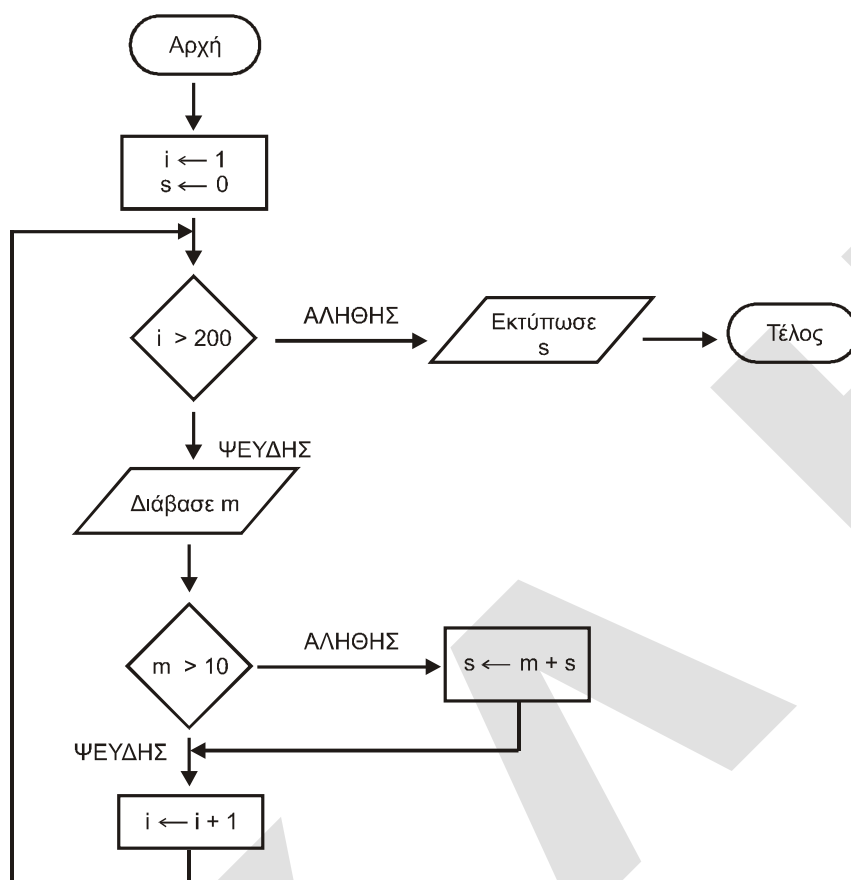 Αρχή
i ← 1
s ← 0
i > 200
ΑΛΗΘΗΣ
Εκτύπωσε
s
Τέλος
ΨΕΥΔΗΣ
Διάβασε m
m > 10
ΑΛΗΘΗΣ
s ← m + s
ΨΕΥΔΗΣ
i ← i + 1